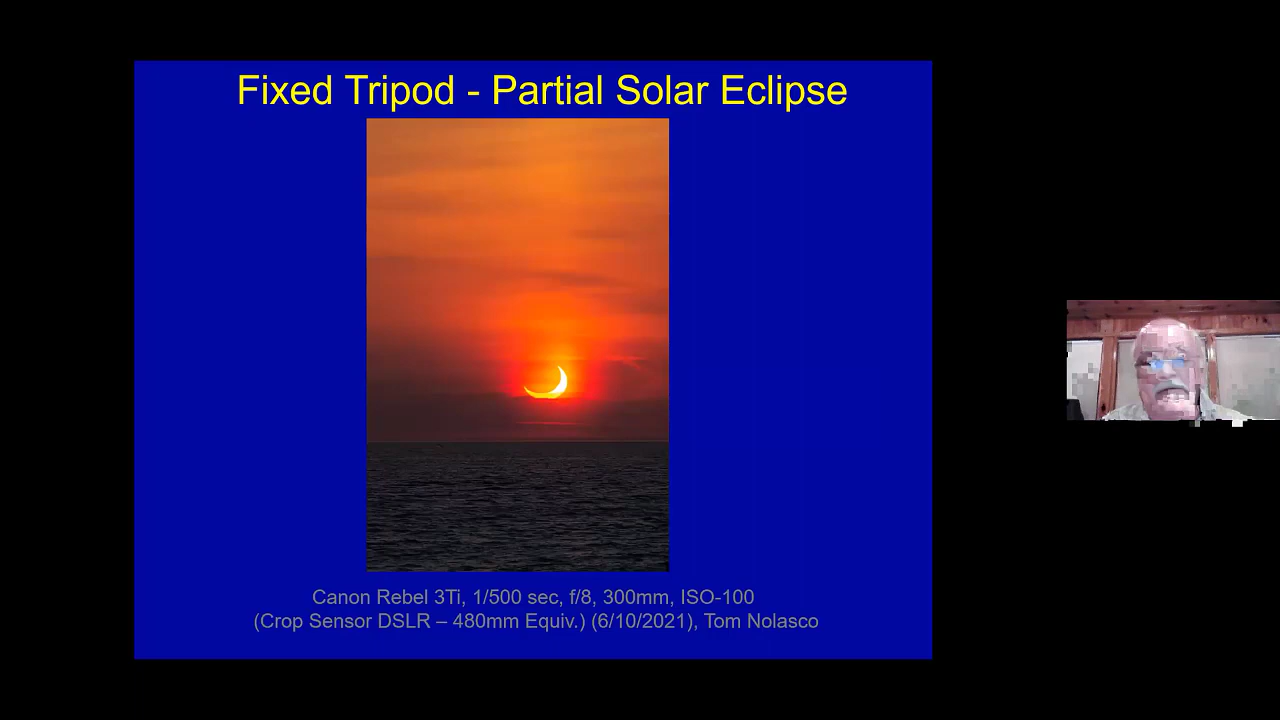 Fixed Tripod - Partial Solar Eclipse
Canon Rebel 3Ti, 1/500 sec, f/8, 300mm, ISO-100
(Crop Sensor DSLR – 480mm Equiv.) (6/10/2021), Tom Nolasco